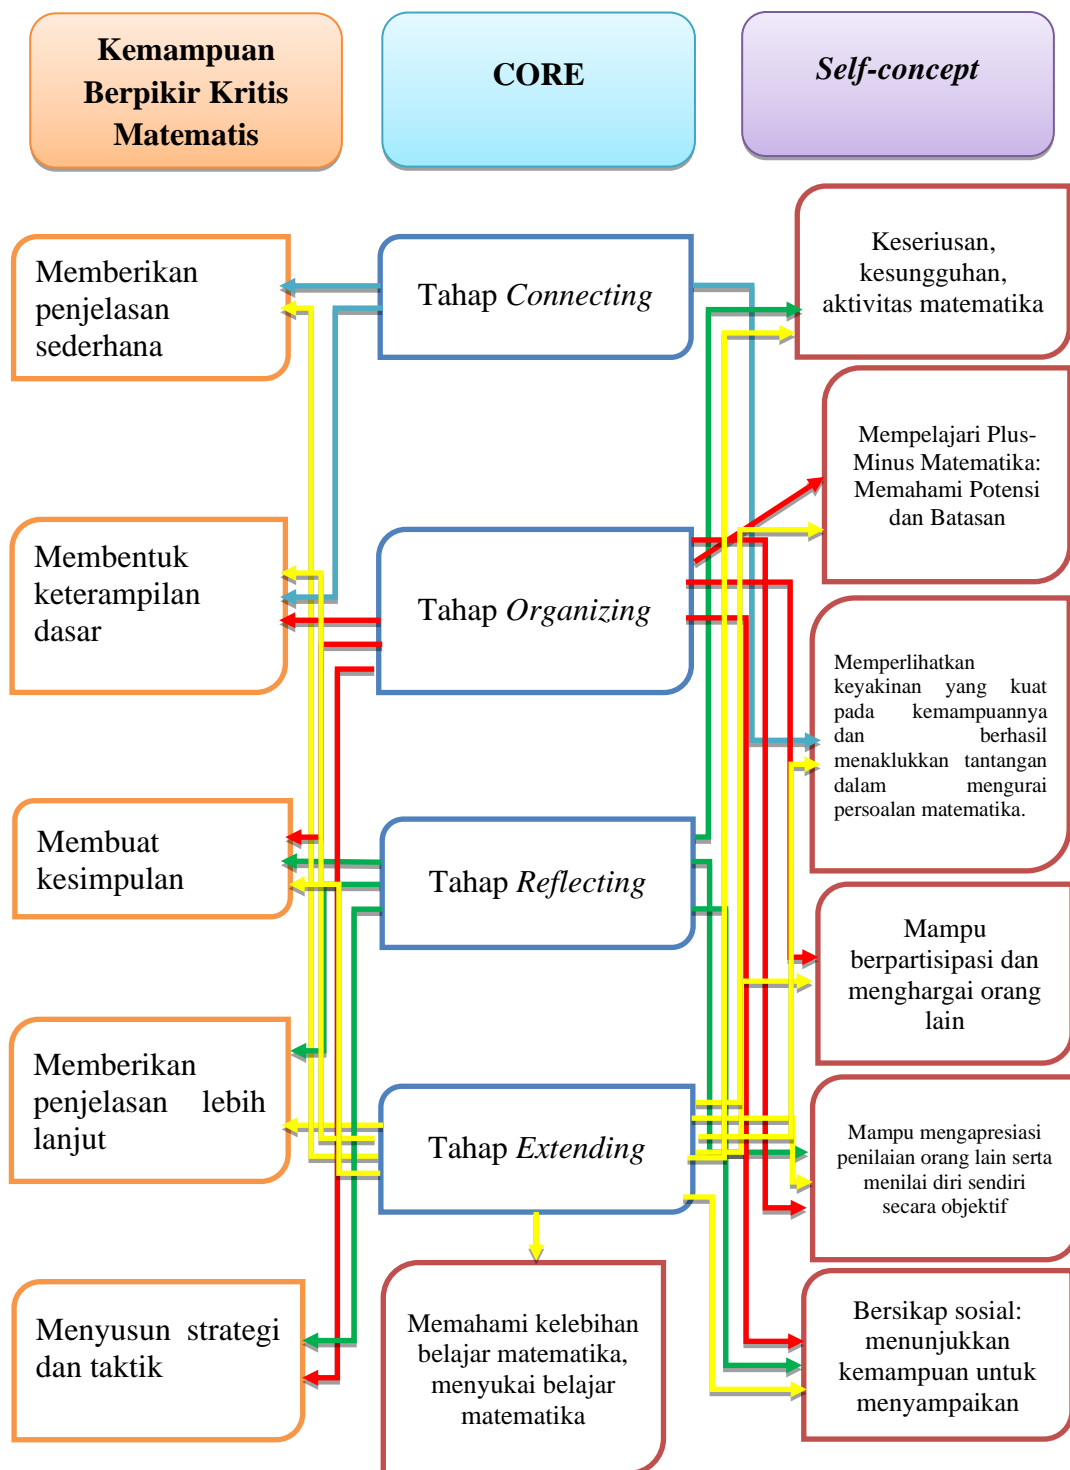 Kemampuan
Berpikir Kritis
Matematis
CORE
Self-concept
Memberikan
penjelasan
sederhana
Tahap Connecting
Keseriusan,
kesungguhan,
aktivitas matematika
Mempelajari Plus-
Minus Matematika:
Memahami Potensi
dan Batasan
Membentuk
keterampilan
dasar
Tahap Organizing
Memperlihatkan
keyakinan yang kuat
pada kemampuannya
dan berhasil
menaklukkan tantangan
dalam mengurai
persoalan matematika.
Membuat
kesimpulan
Tahap Reflecting
Mampu
berpartisipasi dan
menghargai orang
lain
Memberikan
penjelasan lebih
lanjut
Tahap Extending
Mampu mengapresiasi
penilaian orang lain serta
menilai diri sendiri
secara objektif
Menyusun strategi
dan taktik
Memahami kelebihan
belajar matematika,
menyukai belajar
matematika
Bersikap sosial:
menunjukkan
kemampuan untuk
menyampaikan